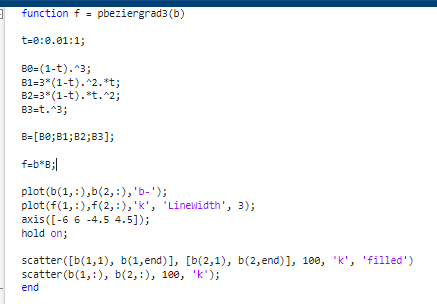 function f = pbeziergrad3(b)
t=0:0.01:1;
B0=(1-t).^3;
B1=3*(1-t).^2.*t;
B2=3*(1-t).*t.^2;
B3=t.^3;
B=[B0;B1;B2;B3];
f=b*B;
plot(b(1,:),b(2,:),'b-');
plot(f(1,:),f(2,:),'k', 'LineWidth', 3);
axis([-6 6 -4.5 4.5]);
hold on;
scatter([b(1,1), b(1,end)], [b(2,1), b(2,end)], 100, 'k', 'filled')
scatter(b(1,:), b(2,:), 100, 'k');
end